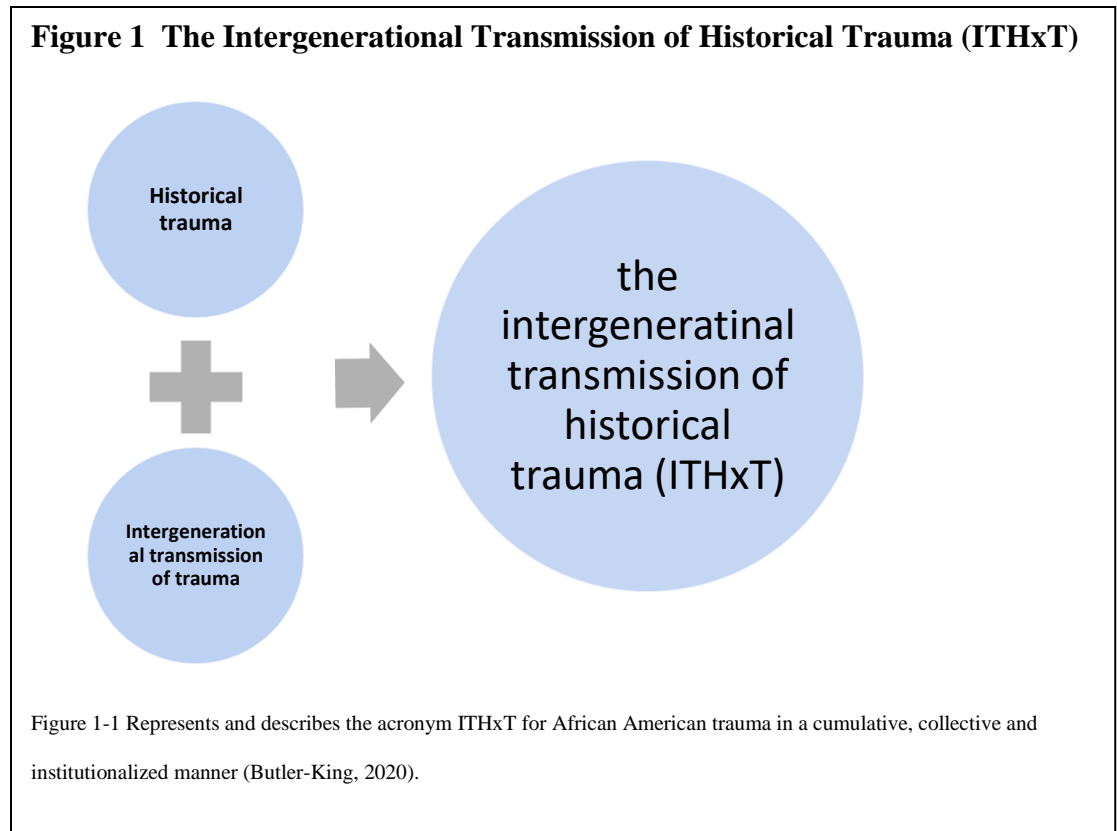 Figure 1 The Intergenerational Transmission of Historical Trauma (ITHxT)
Historical
trauma
Intergeneration
al transmission
of trauma
the
intergeneratinal
transmission of
historical
trauma (ITHxT)
Figure 1-1 Represents and describes the acronym ITHxT for African American trauma in a cumulative, collective and
institutionalized manner (Butler-King, 2020).